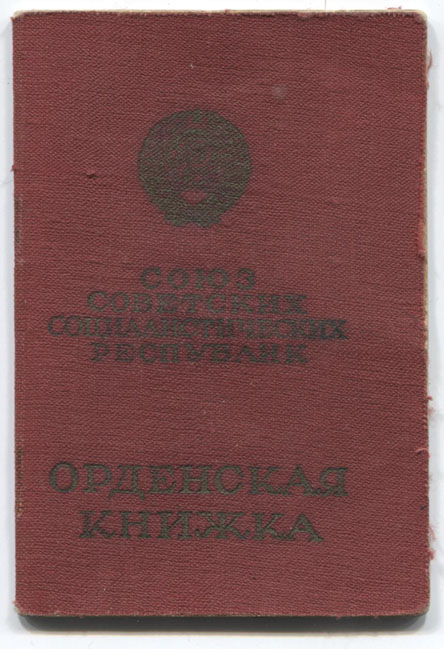 СОЮЗ
СОВЕТСКИХ
СОЦИАЛИСТИЧЕСКИХ
РЕСПУБЛИК
ОРДЕНСКАЯ
КНИЖКА